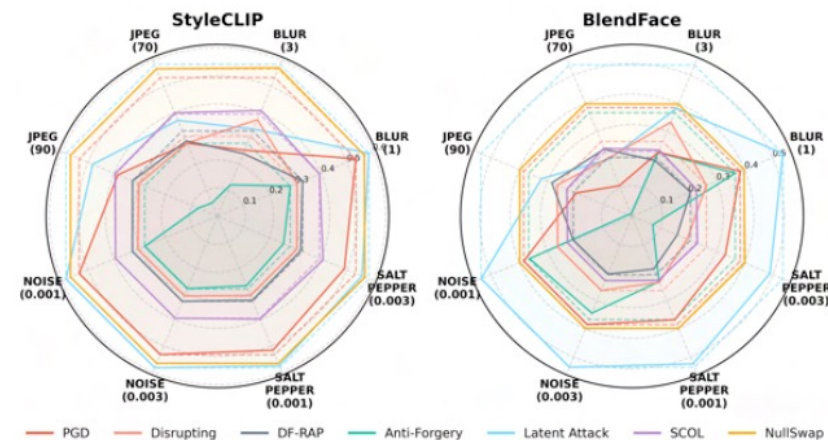 StyleCLIP
BlendFace
JPEG
(70)
BLUR
(3)
JPEG
(90)
BLUR
(1)
0.5
0.4
0.3
0.2
0.1
NOISE
(0.001)
SALT
PEPPER
(0.003)
NOISE
(0.003)
SALT
PEPPER
(0.001)
JPEG
(70)
BLUR
(3)
JPEG
(90)
BLUR
(1)
0.5
0.4
0.3
0.2
0.1
NOISE
(0.001)
SALT
PEPPER
(0.003)
NOISE
(0.003)
SALT
PEPPER
(0.001)
PGD
Disrupting
DF-RAP
Anti-Forgery
Latent Attack
SCOL
NullSwap